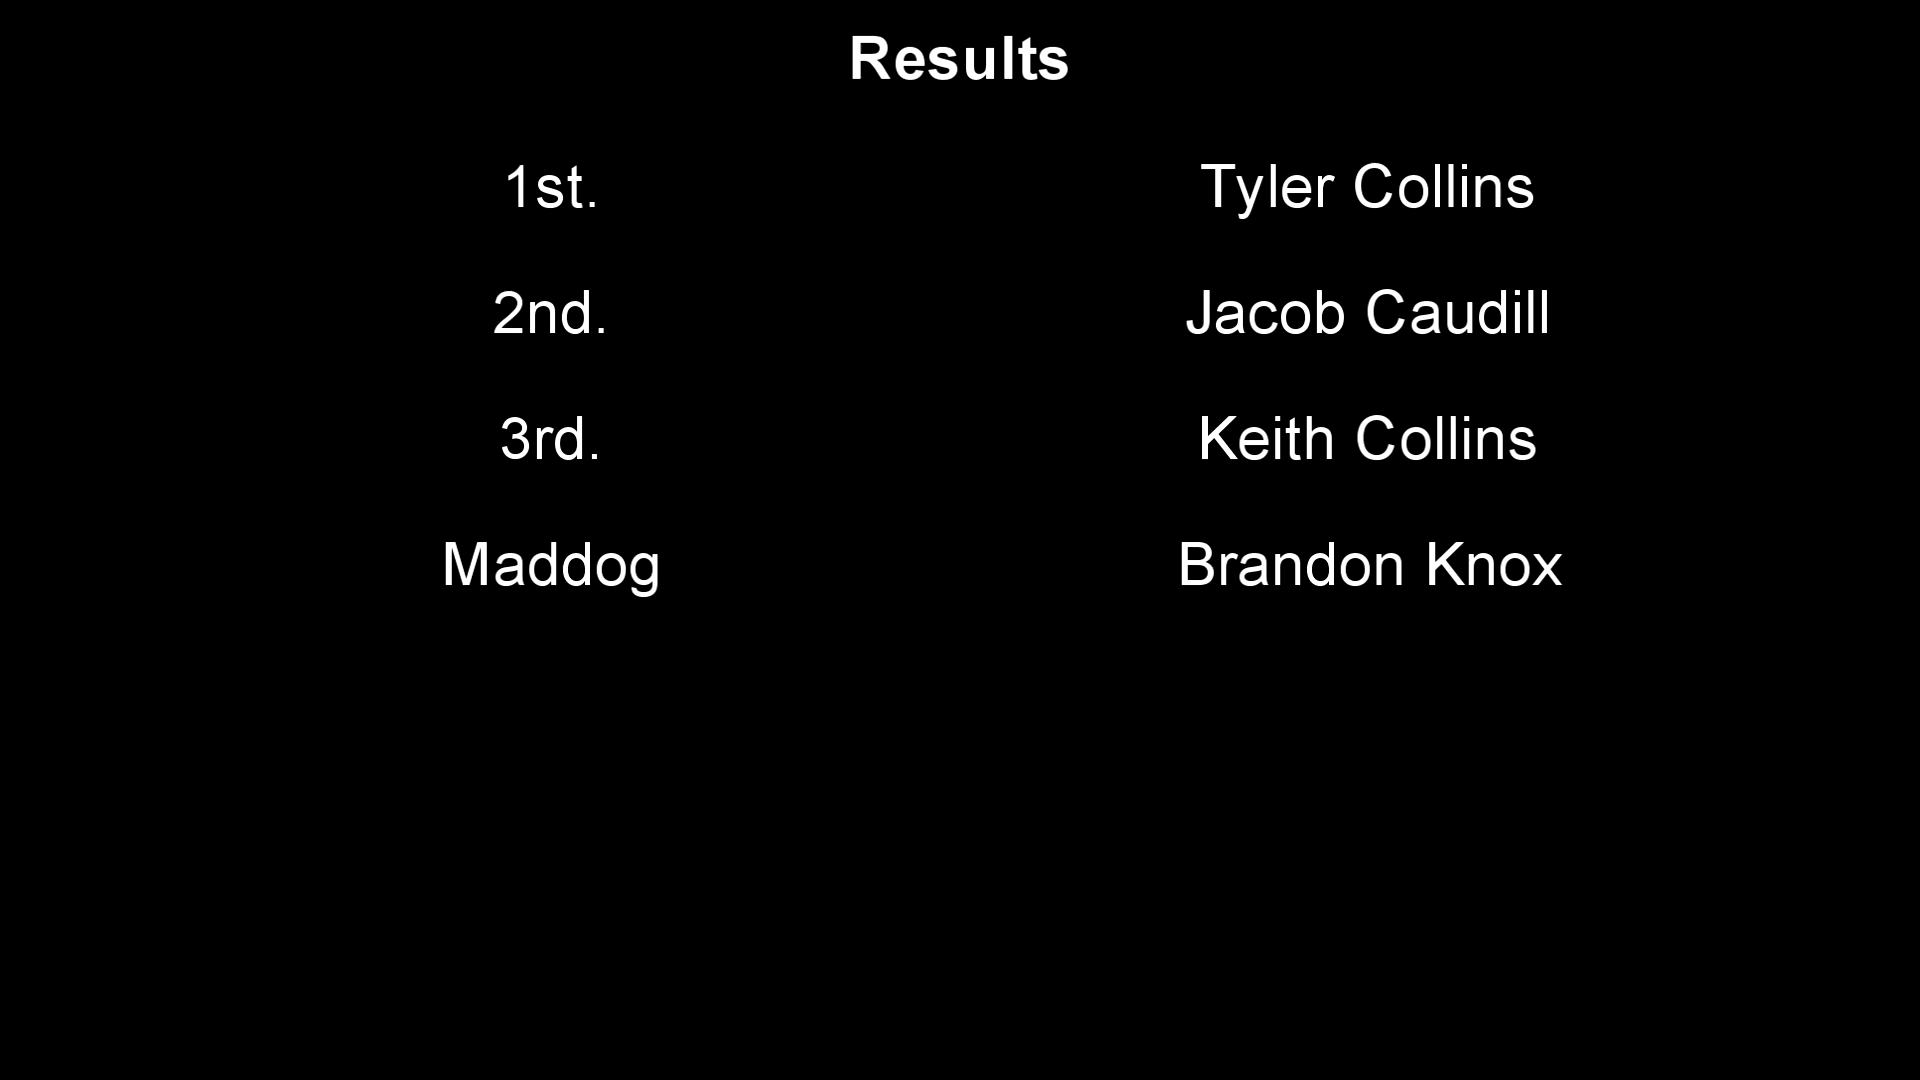 Results
1st. Tyler Collins
2nd. Jacob Caudill
3rd. Keith Collins
Maddog Brandon Knox